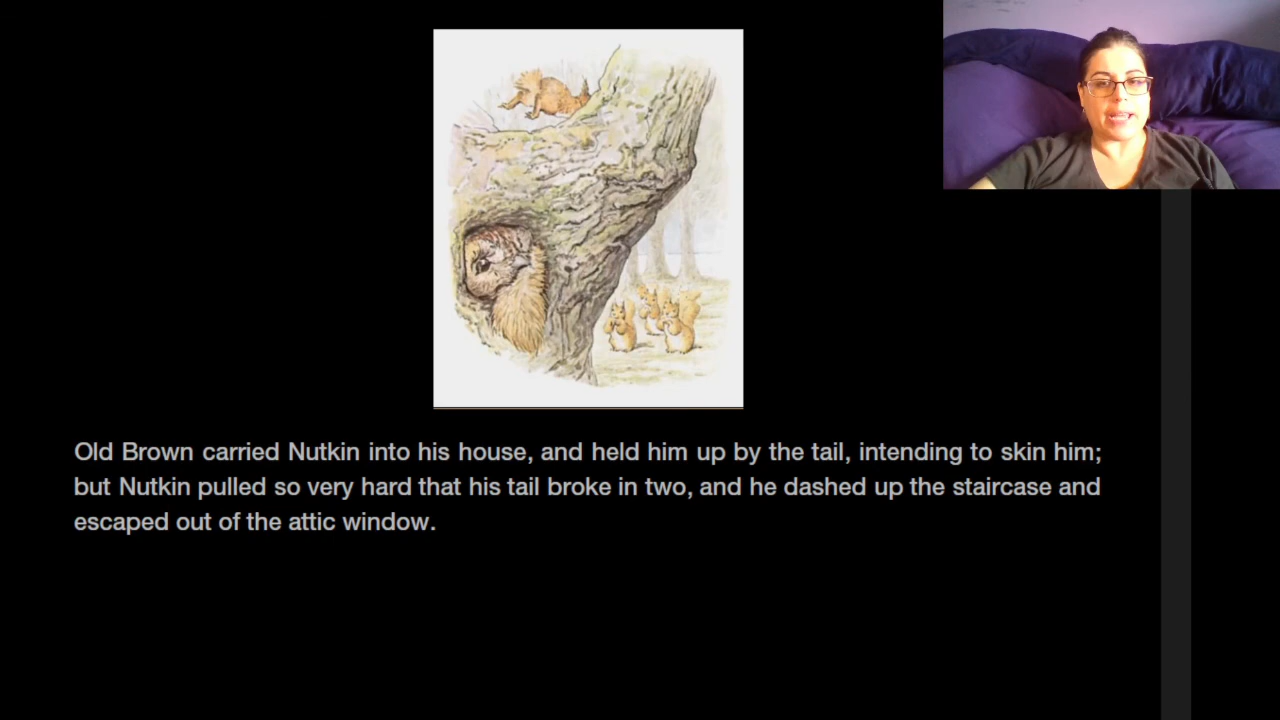 Old Brown carried Nutkin into his house, and held him up by the tail, intending to skin him;
but Nutkin pulled so very hard that his tail broke in two, and he dashed up the staircase and
escaped out of the attic window.